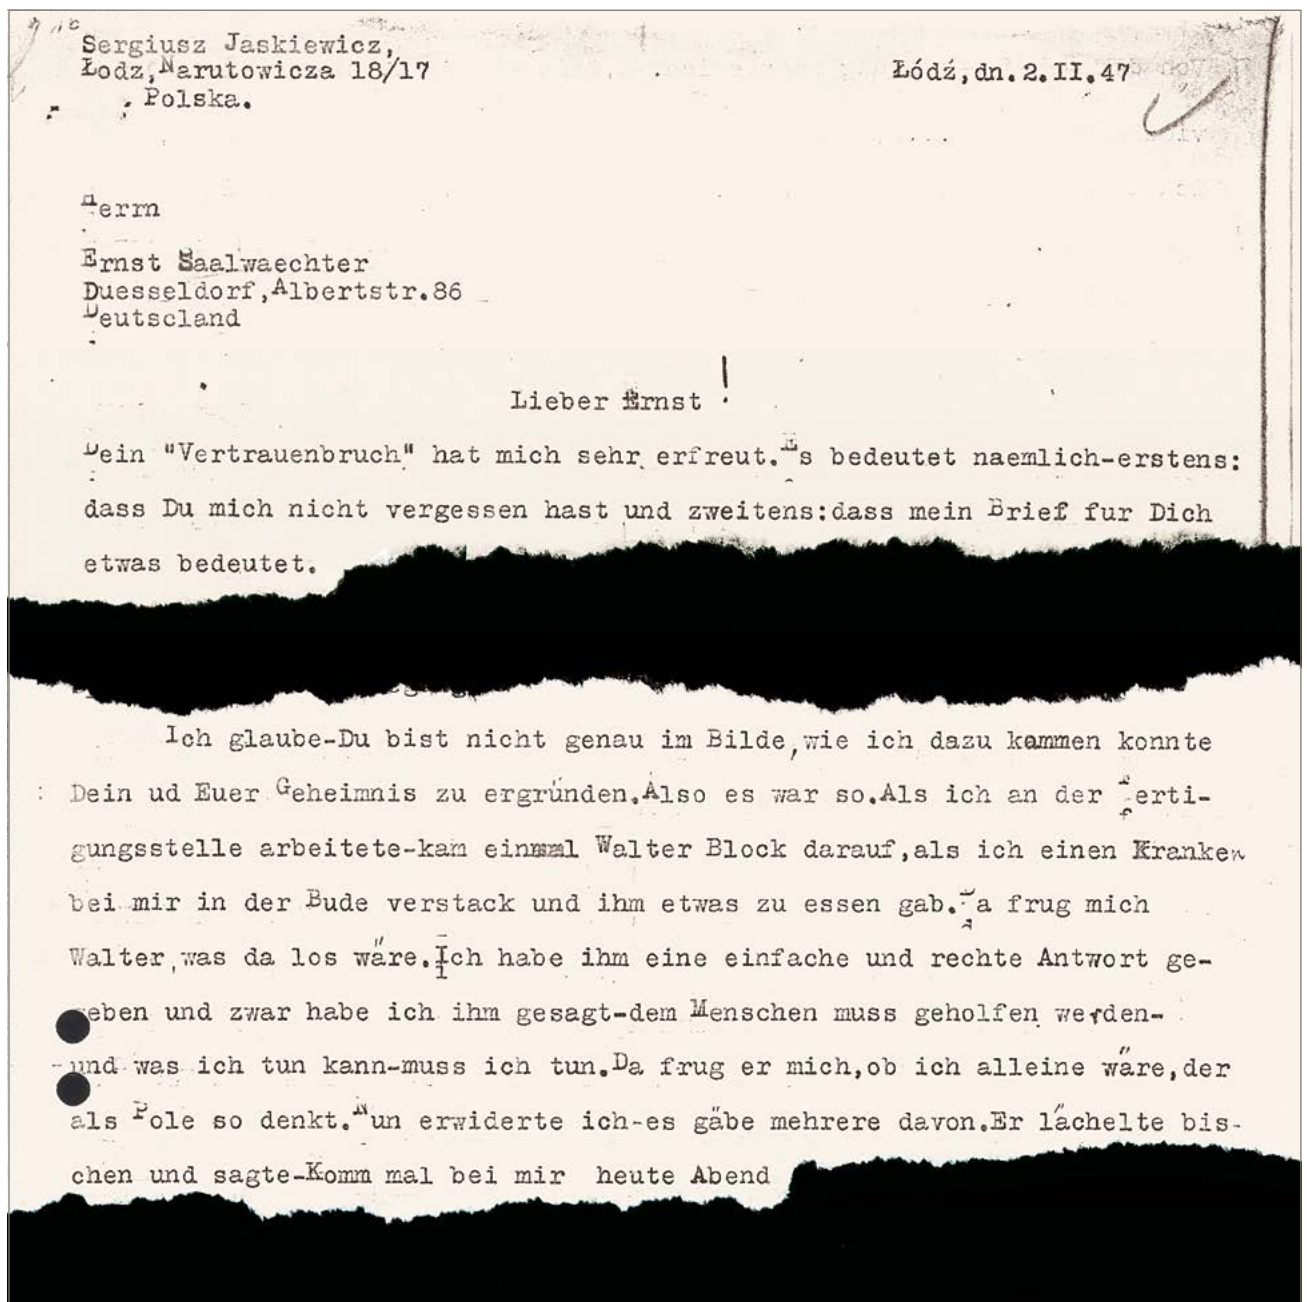 Sergiusz Jaskiewicz,
Łodz,Narutowicza 18/17
Polska.
Łódź,dn.2.II.47
Herrn
Ernst Saalwaechter
Duesseldorf,Albertstr.86
Deutscland
Lieber Ernst !
Dein "Vertrauenbruch" hat mich sehr erfreut.Es bedeutet naemlich-erstens:
dass Du mich nicht vergessen hast und zweitens:dass mein Brief fur Dich
etwas bedeutet.
Ich glaube-Du bist nicht genau im Bilde,wie ich dazu kommen konnte
Dein ud Euer Geheimnis zu ergründen.Also es war so.Als ich an der Ferti-
gungsstelle arbeitete-kam einmal Walter Block darauf,als ich einen Kranken
bei mir in der Bude verstack und ihm etwas zu essen gab.Da frug mich
Walter,was da los wäre.Ich habe ihm eine einfache und rechte Antwort ge-
geben und zwar habe ich ihm gesagt-dem Menschen muss geholfen werden-
und was ich tun kann-muss ich tun.Da frug er mich,ob ich alleine wäre,der
als Pole so denkt.Nun erwiderte ich-es gäbe mehrere davon.Er lächelte bis-
chen und sagte-Komm mal bei mir heute Abend